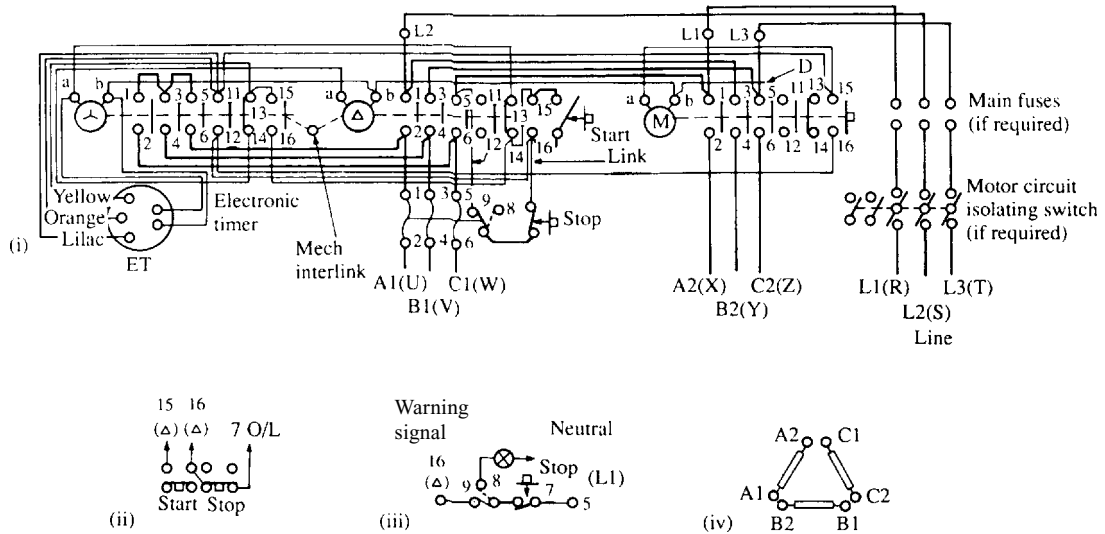 L2
L1
L3
D
a
b
1
3
5
11
13
15
2
4
6
12
14
16
a
b
Δ
1
3
5
11
13
15
2
4
6
12
14
16
Start
Link
a
b
M
1
3
5
11
13
15
2
4
6
12
14
16
Main fuses
(if required)
Motor circuit
isolating switch
(if required)
Yellow
Orange
Lilac
ET
Electronic
timer
Mech
interlink
1
3
5
9
8
2
4
6
Stop
A1(U)
C1(W)
B1(V)
A2(X)
C2(Z)
B2(Y)
L1(R)
L3(T)
L2(S)
Line
(i)
15
16
(Δ)
(Δ)
7 O/L
Start
Stop
(ii)
Warning
signal
Neutral
16
(Δ)
9
8
Stop
(L1)
7
5
(iii)
A2
C1
A1
C2
B2
B1
(iv)